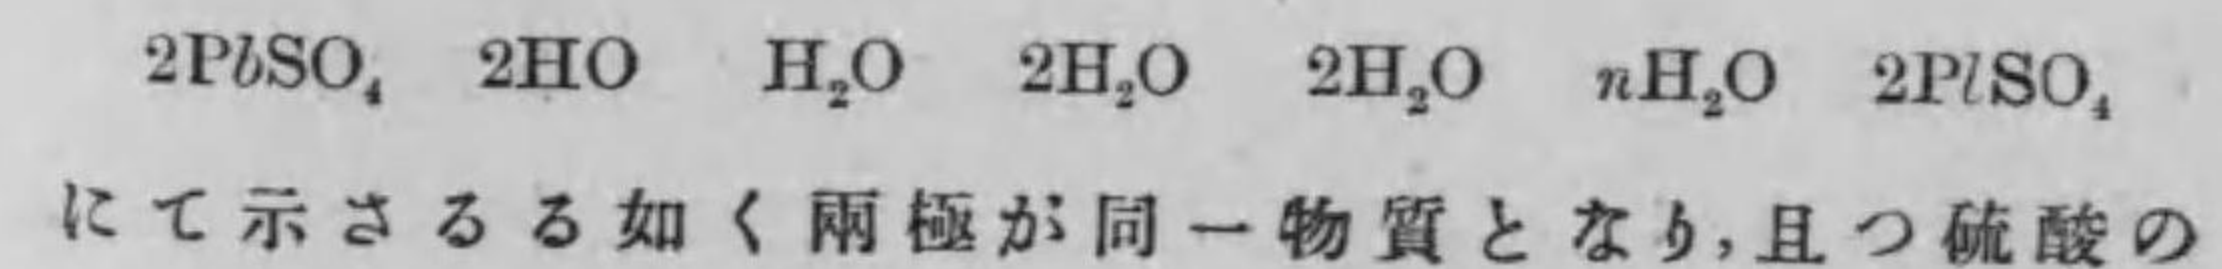 2PbSO₄ 2HO H₂O 2H₂O 2H₂O nH₂O 2PlSO₄
にて示さるる如く兩極が同一物質となり,且つ硫酸の